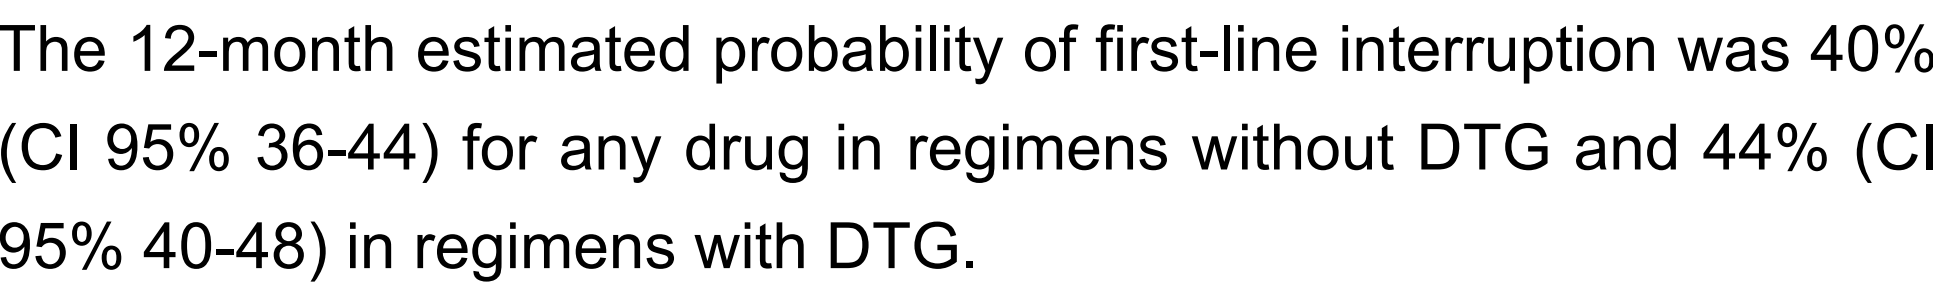 The 12-month estimated probability of first-line interruption was 40%
(CI 95% 36-44) for any drug in regimens without DTG and 44% (CI
95% 40-48) in regimens with DTG.